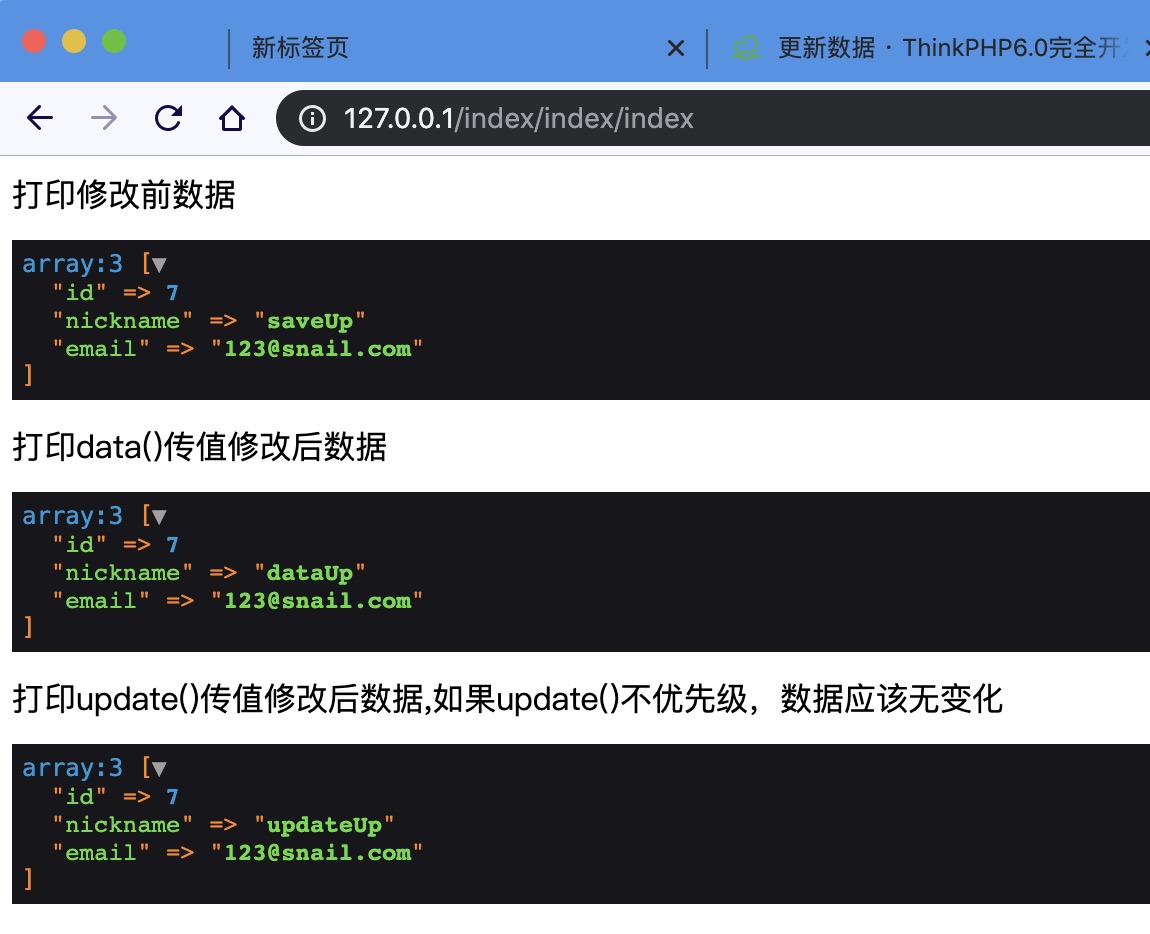 新标签页
更新数据 · ThinkPHP6.0完全开
127.0.0.1/index/index/index
打印修改前数据
array:3 [▼
"id" => 7
"nickname" => "saveUp"
"email" => "123@snail.com"
]
打印data()传值修改后数据
array:3 [▼
"id" => 7
"nickname" => "dataUp"
"email" => "123@snail.com"
]
打印update()传值修改后数据,如果update()不优先级，数据应该无变化
array:3 [▼
"id" => 7
"nickname" => "updateUp"
"email" => "123@snail.com"
]